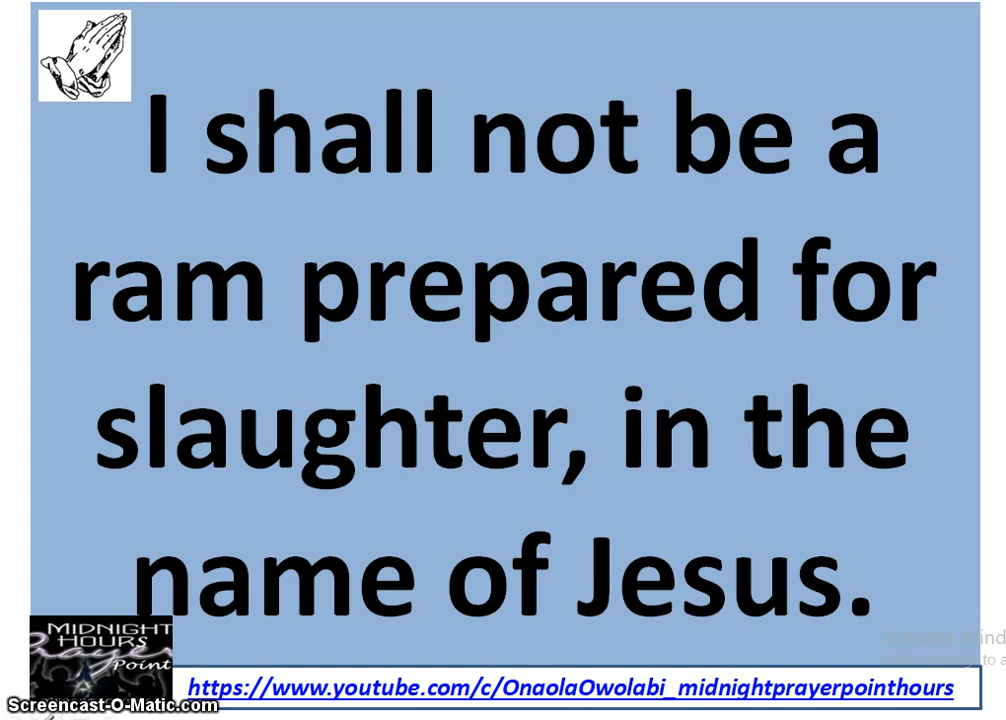 I shall not be a
ram prepared for
slaughter, in the
name of Jesus.
MIDNIGHT
HOURS
Prayer
Point
https://www.youtube.com/c/OnaolaOwolabi_midnightprayerpointhours
Screencast-O-Matic.com